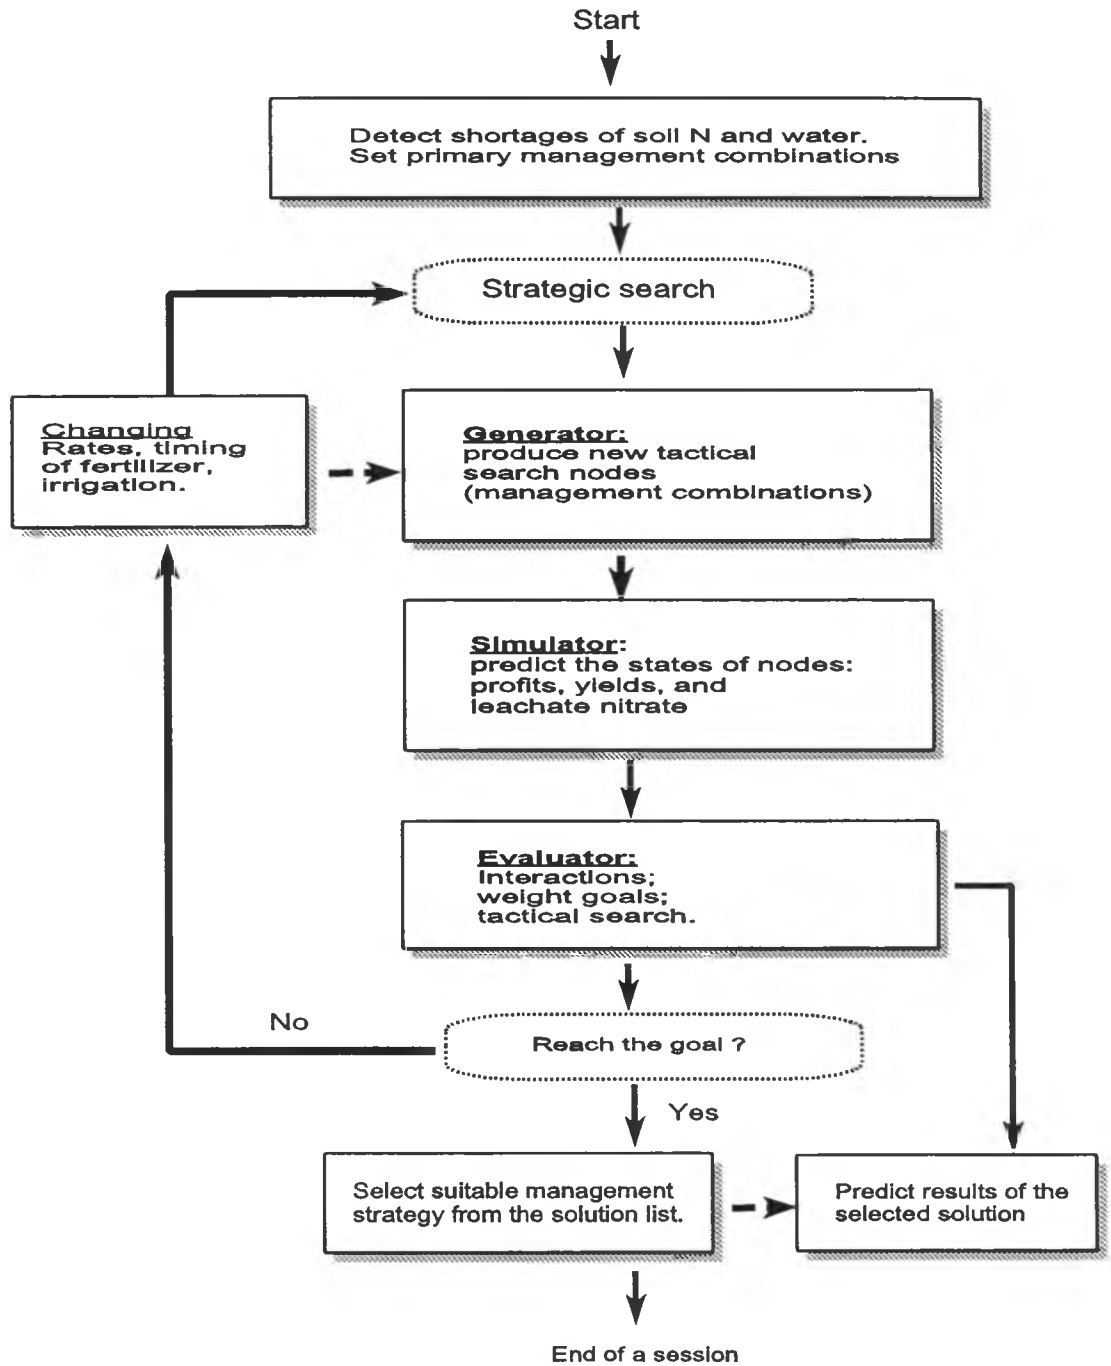 Start
Detect shortages of soil N and water.
Set primary management combinations
Strategic search
Changing
Rates, timing
of fertilizer,
irrigation.
Generator:
produce new tactical
search nodes
(management combinations)
Simulator:
predict the states of nodes:
profits, yields, and
leachate nitrate
Evaluator:
Interactions;
weight goals;
tactical search.
No
Reach the goal ?
Yes
Select suitable management
strategy from the solution list.
Predict results of the
selected solution
End of a session